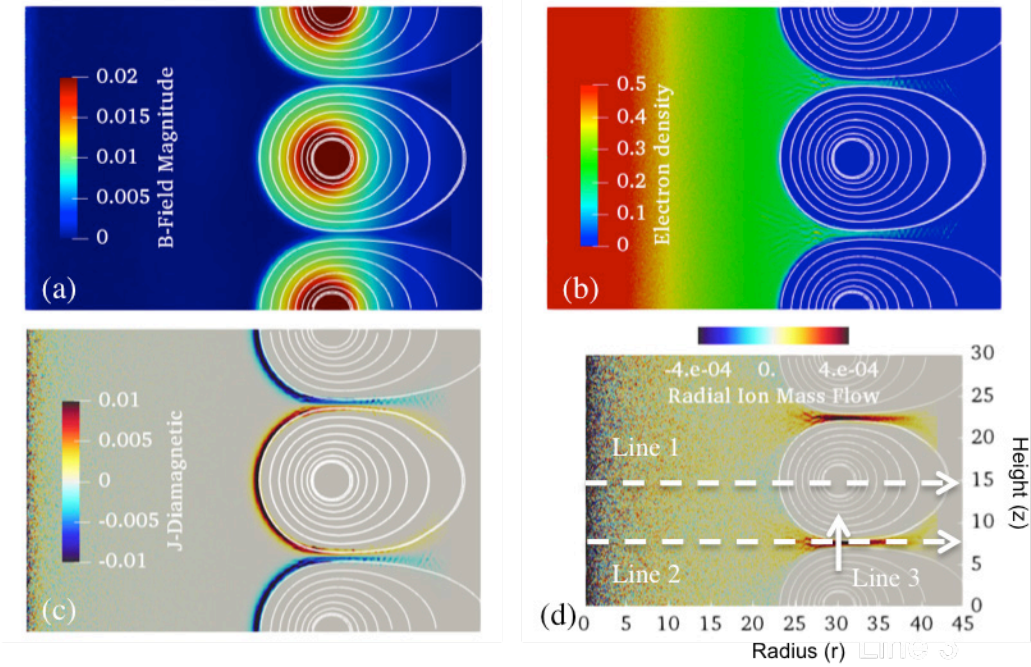 0.02
0.015
0.01
0.005
0
B-Field Magnitude
(a)
0.5
0.4
0.3
0.2
0.1
0
Electron density
(b)
0.01
0.005
0
-0.005
-0.01
J-Diamagnetic
(c)
-4.e-04 0. 4.e-04
Radial Ion Mass Flow
Line 1
Line 2
Line 3
(d)
30
25
20
15
10
5
0
Height (z)
0 5 10 15 20 25 30 35 40 45
Radius (r)
Line 3